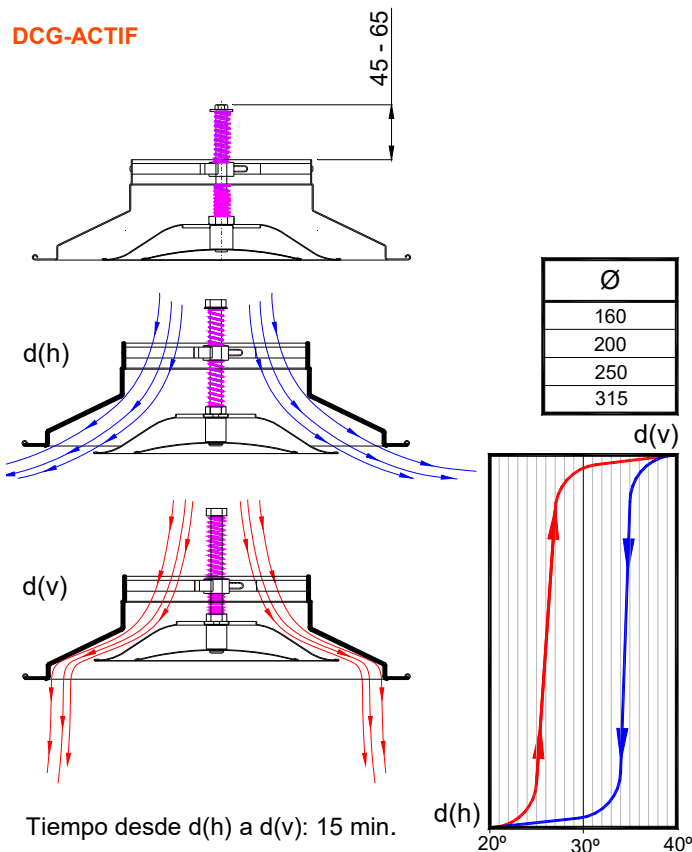 DCG-ACTIF
45 - 65
Ø
160
200
250
315
d(h)
d(v)
d(v)
d(h)
20º 30º 40º
Tiempo desde d(h) a d(v): 15 min.